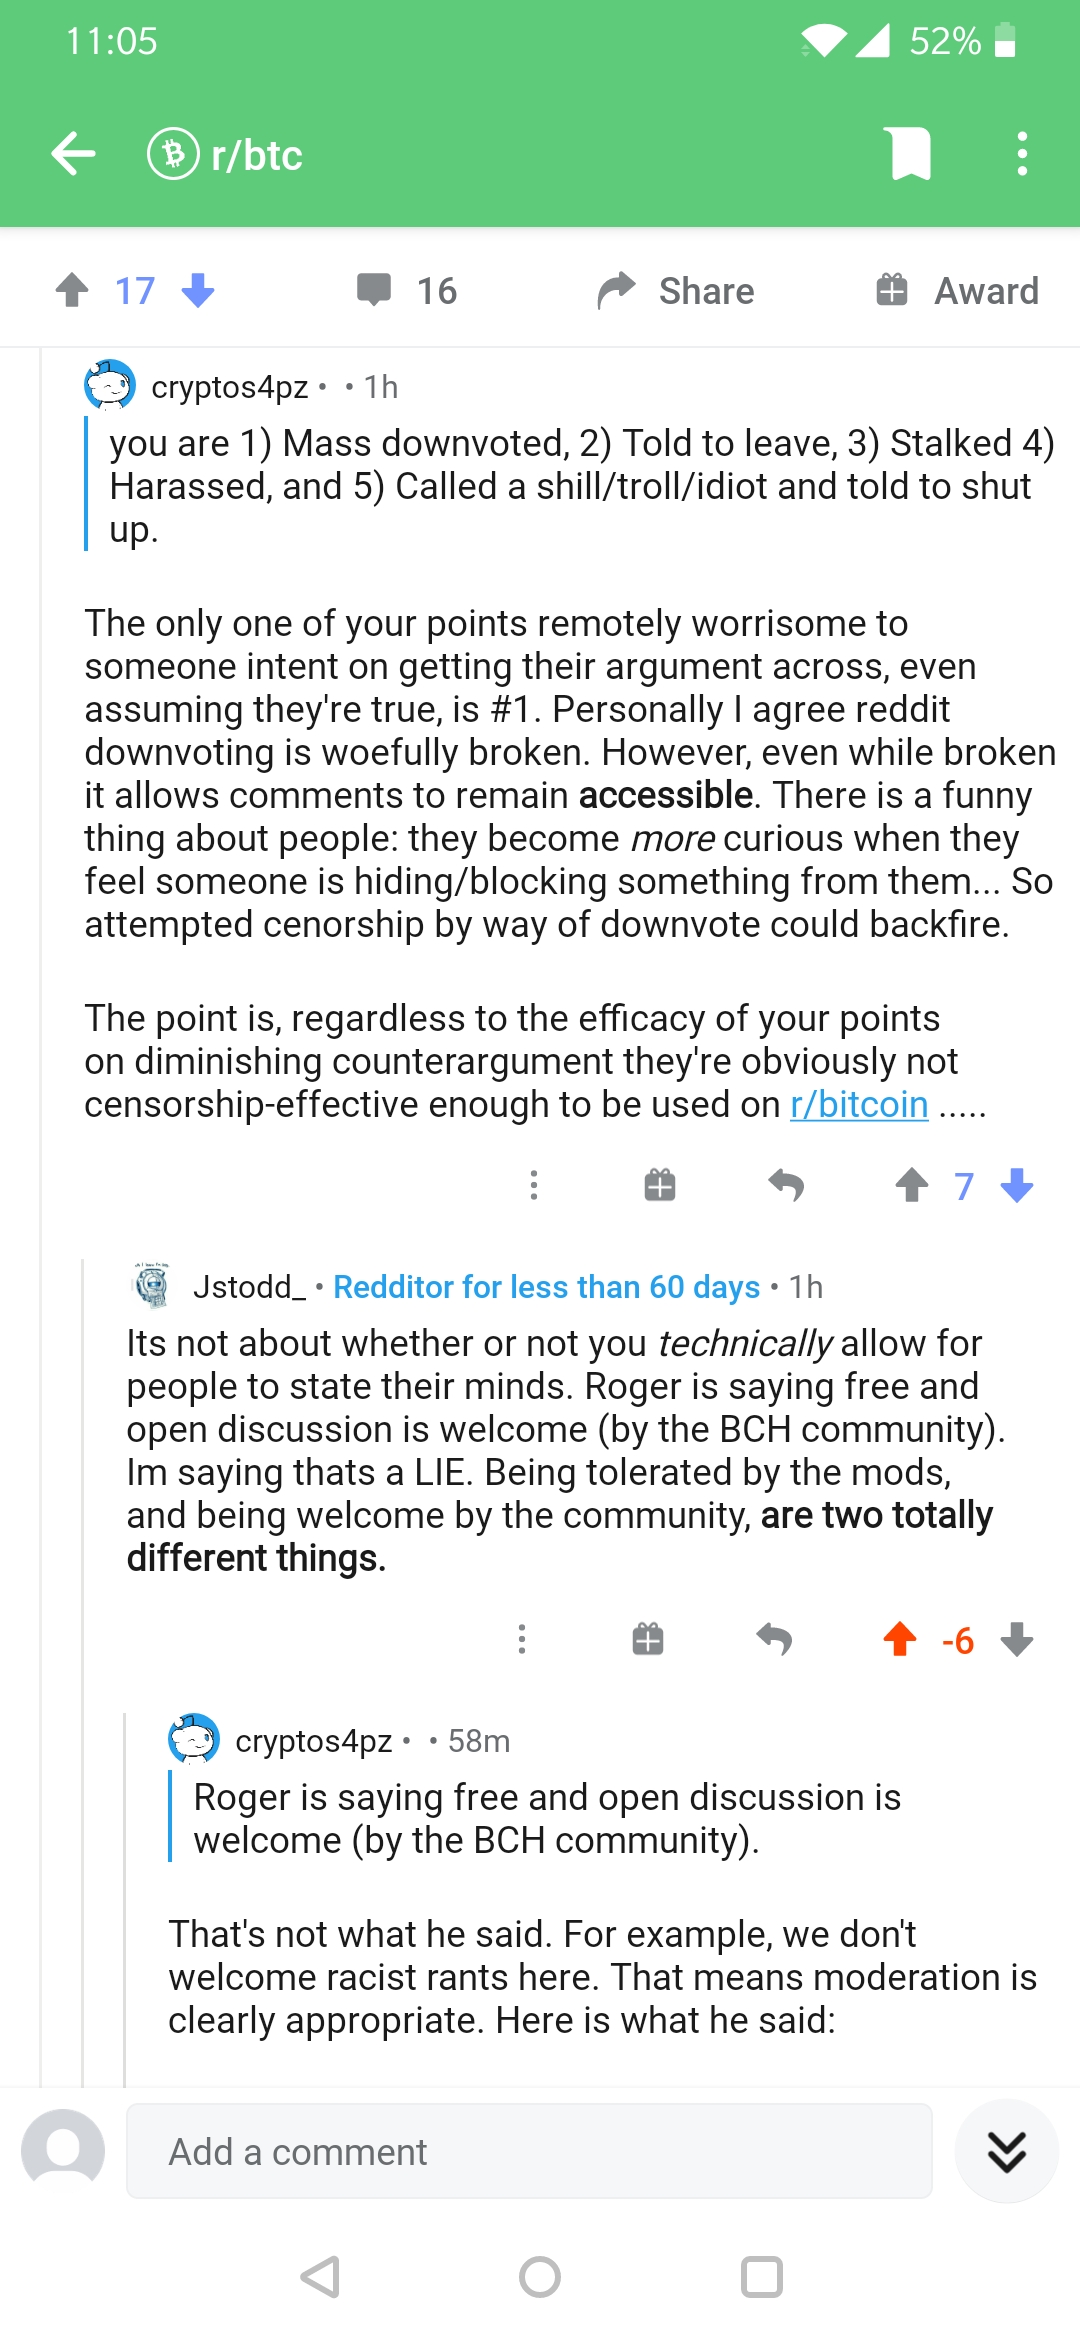 11:05
52%
r/btc
17
16
Share
Award
cryptos4pz • • 1h
you are 1) Mass downvoted, 2) Told to leave, 3) Stalked 4)
Harassed, and 5) Called a shill/troll/idiot and told to shut
up.
The only one of your points remotely worrisome to
someone intent on getting their argument across, even
assuming they're true, is #1. Personally I agree reddit
downvoting is woefully broken. However, even while broken
it allows comments to remain accessible. There is a funny
thing about people: they become more curious when they
feel someone is hiding/blocking something from them... So
attempted cenorship by way of downvote could backfire.
The point is, regardless to the efficacy of your points
on diminishing counterargument they're obviously not
censorship-effective enough to be used on r/bitcoin .....
7
Jstodd_ • Redditor for less than 60 days • 1h
Its not about whether or not you technically allow for
people to state their minds. Roger is saying free and
open discussion is welcome (by the BCH community).
Im saying thats a LIE. Being tolerated by the mods,
and being welcome by the community, are two totally
different things.
-6
cryptos4pz • • 58m
Roger is saying free and open discussion is
welcome (by the BCH community).
That's not what he said. For example, we don't
welcome racist rants here. That means moderation is
clearly appropriate. Here is what he said:
Add a comment